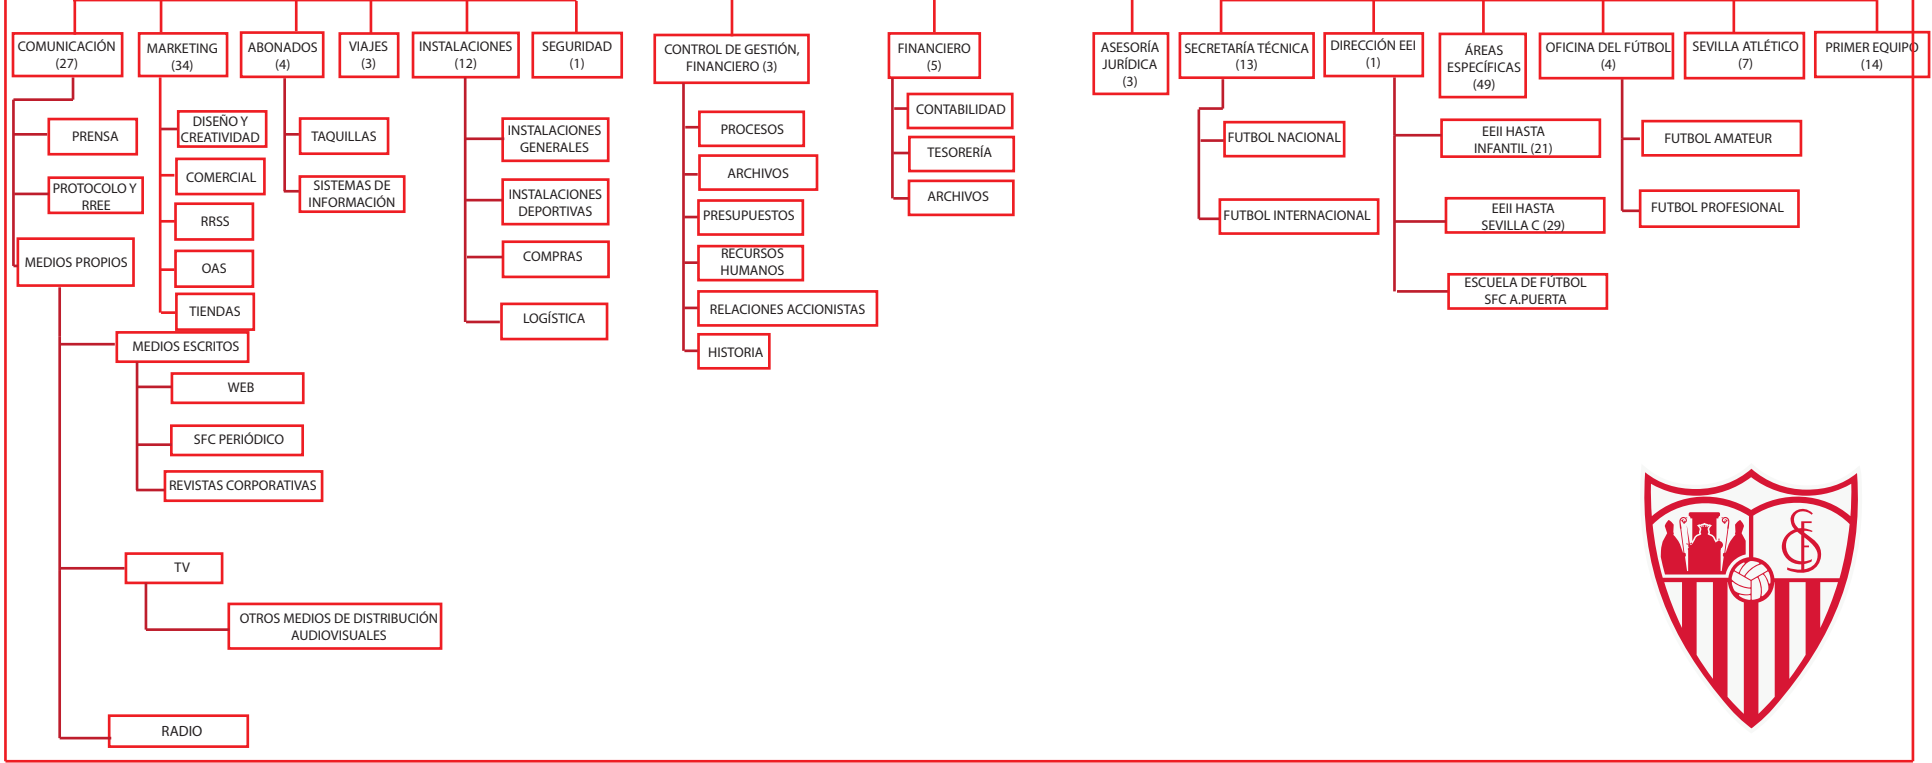 COMUNICACIÓN
(27)
PRENSA
PROTOCOLO Y
RREE
MEDIOS PROPIOS
MEDIOS ESCRITOS
WEB
SFC PERIÓDICO
REVISTAS CORPORATIVAS
TV
OTROS MEDIOS DE DISTRIBUCIÓN
AUDIOVISUALES
RADIO
MARKETING
(34)
DISEÑO Y
CREATIVIDAD
COMERCIAL
RRSS
OAS
TIENDAS
ABONADOS
(4)
TAQUILLAS
SISTEMAS DE
INFORMACIÓN
VIAJES
(3)
INSTALACIONES
(12)
INSTALACIONES
GENERALES
INSTALACIONES
DEPORTIVAS
COMPRAS
LOGÍSTICA
SEGURIDAD
(1)
CONTROL DE GESTIÓN,
FINANCIERO (3)
PROCESOS
ARCHIVOS
PRESUPUESTOS
RECURSOS
HUMANOS
RELACIONES ACCIONISTAS
HISTORIA
FINANCIERO
(5)
CONTABILIDAD
TESORERÍA
ARCHIVOS
ASESORÍA
JURÍDICA
(3)
SECRETARÍA TÉCNICA
(13)
FUTBOL NACIONAL
FUTBOL INTERNACIONAL
DIRECCIÓN EEI
(1)
EEII HASTA
INFANTIL (21)
EEII HASTA
SEVILLA C (29)
ESCUELA DE FÚTBOL
SFC A.PUERTA
ÁREAS
ESPECÍFICAS
(49)
OFICINA DEL FÚTBOL
(4)
FUTBOL AMATEUR
FUTBOL PROFESIONAL
SEVILLA ATLÉTICO
(7)
PRIMER EQUIPO
(14)